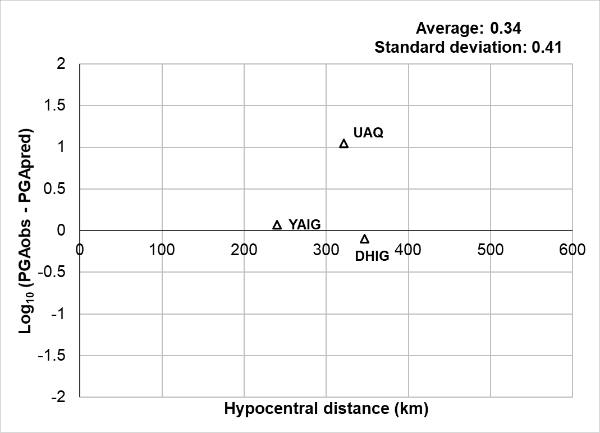 Average: 0.34
Standard deviation: 0.41
2
1.5
1
0.5
0
-0.5
-1
-1.5
-2
Log10 (PGAobs - PGApred)
UAQ
YAIG
DHIG
0 100 200 300 400 500 600
Hypocentral distance (km)